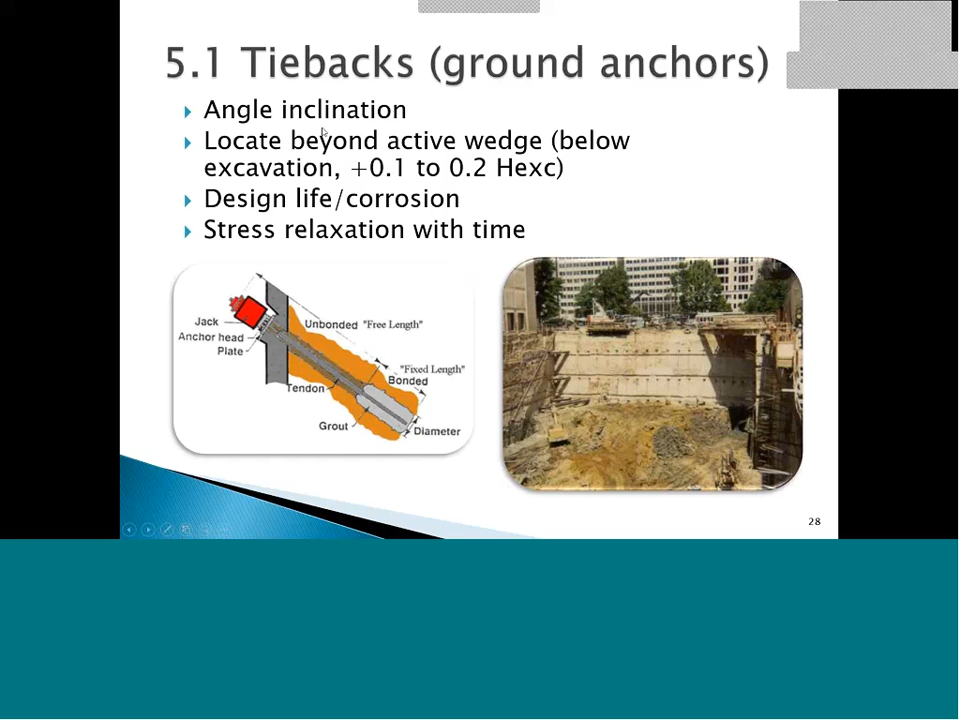 5.1 Tiebacks (ground anchors)
Angle inclination
Locate beyond active wedge (below
excavation, +0.1 to 0.2 Hexc)
Design life/corrosion
Stress relaxation with time
Jack
Anchor head
Plate
Unbonded "Free Length"
"Fixed Length"
Bonded
Tendon
Grout
Diameter
28